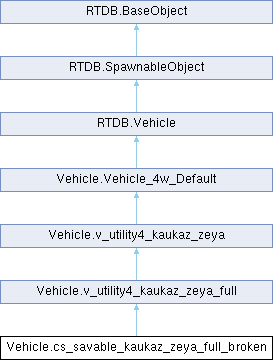 RTDB.BaseObject
RTDB.SpawnableObject
RTDB.Vehicle
Vehicle.Vehicle_4w_Default
Vehicle.v_utility4_kaukaz_zeya
Vehicle.v_utility4_kaukaz_zeya_full
Vehicle.cs_savable_kaukaz_zeya_full_broken